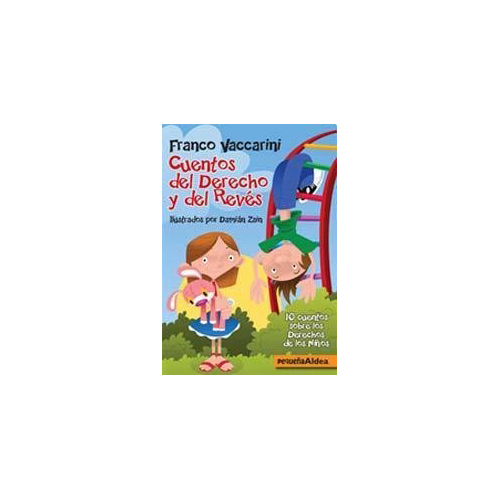 Franco Vaccarini
Cuentos
del Derecho
y del Revés
Ilustrados por Damián Zain
10 cuentos
sobre los
Derechos
de los Niños
pequeñaAldea